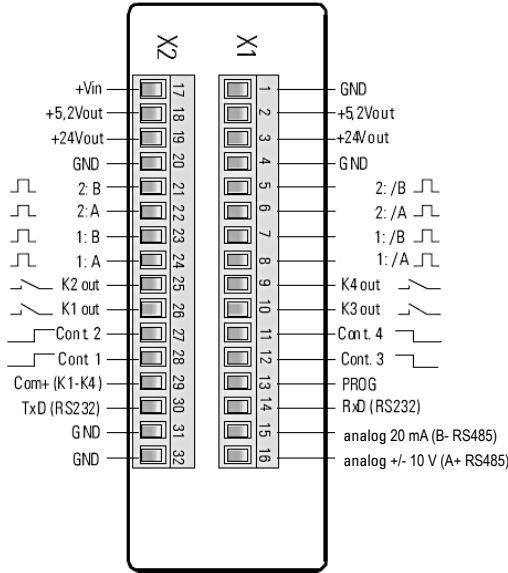 X2 X1
+Vin 17 1 GND
+5,2Vout 18 2 +5,2Vout
+24Vout 19 3 +24Vout
GND 20 4 GND
2: B 21 5 2: /B
2: A 22 6 2: /A
1: B 23 7 1: /B
1: A 24 8 1: /A
K2 out 25 9 K4 out
K1 out 26 10 K3 out
Cont. 2 27 11 Cont. 4
Cont. 1 28 12 Cont. 3
Com+ (K1-K4) 29 13 PROG
TxD (RS232) 30 14 RxD (RS232)
GND 31 15 analog 20 mA (B- RS485)
GND 32 16 analog +/- 10 V (A+ RS485)